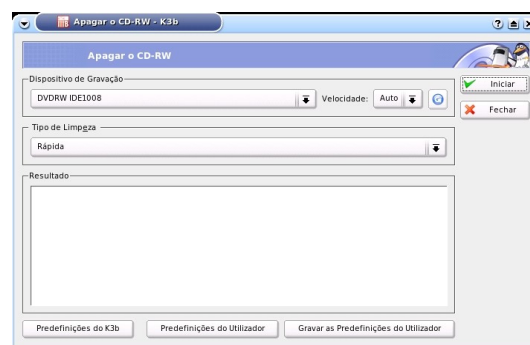 Apagar o CD-RW - K3b
Apagar o CD-RW
Dispositivo de Gravação
DVDRW IDE1008
Velocidade: Auto
Iniciar
Fechar
Tipo de Limpeza
Rápida
Resultado
Predefinições do K3b
Predefinições do Utilizador
Gravar as Predefinições do Utilizador